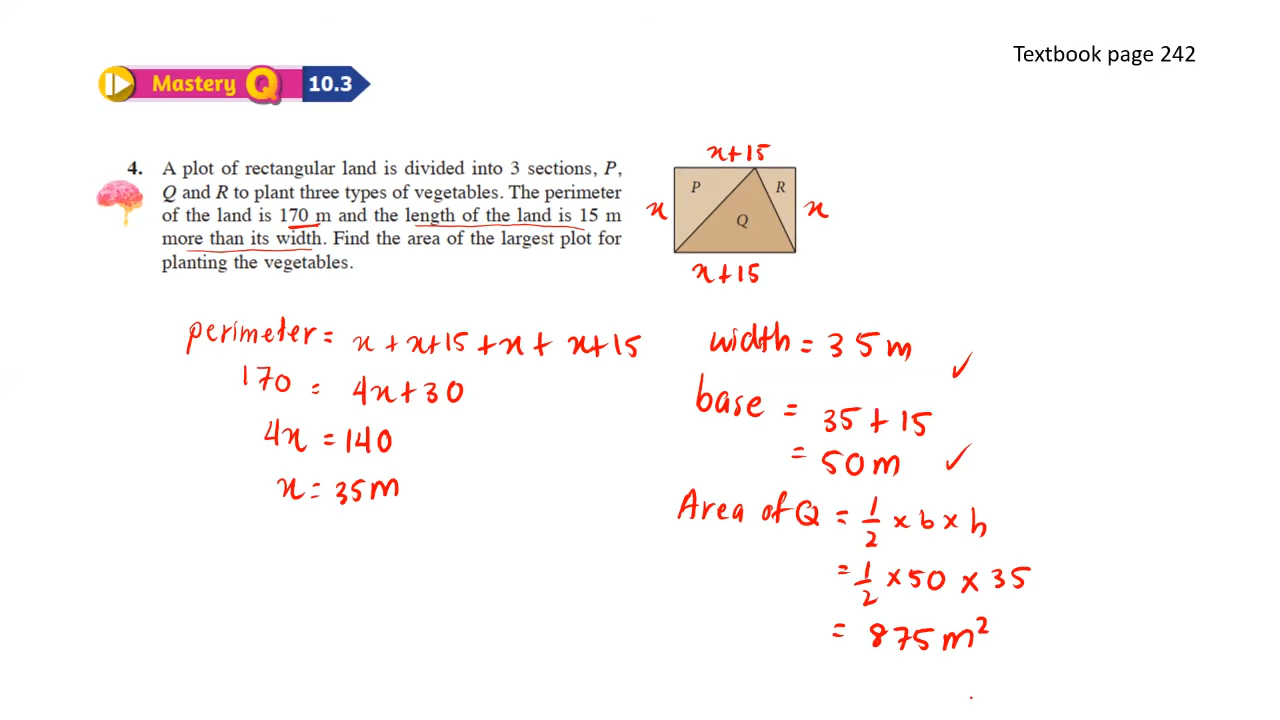 Textbook page 242
Mastery Q 10.3
4. A plot of rectangular land is divided into 3 sections, P,
Q and R to plant three types of vegetables. The perimeter
of the land is 170 m and the length of the land is 15 m
more than its width. Find the area of the largest plot for
planting the vegetables.
x+15
P
R
x
Q
x
x+15
perimeter = x + x+15 + x + x+15
170 = 4x + 30
4x = 140
x = 35m
width = 35m ✓
base = 35 + 15
= 50m ✓
Area of Q = 1/2 × b × h
= 1/2 × 50 × 35
= 875 m²